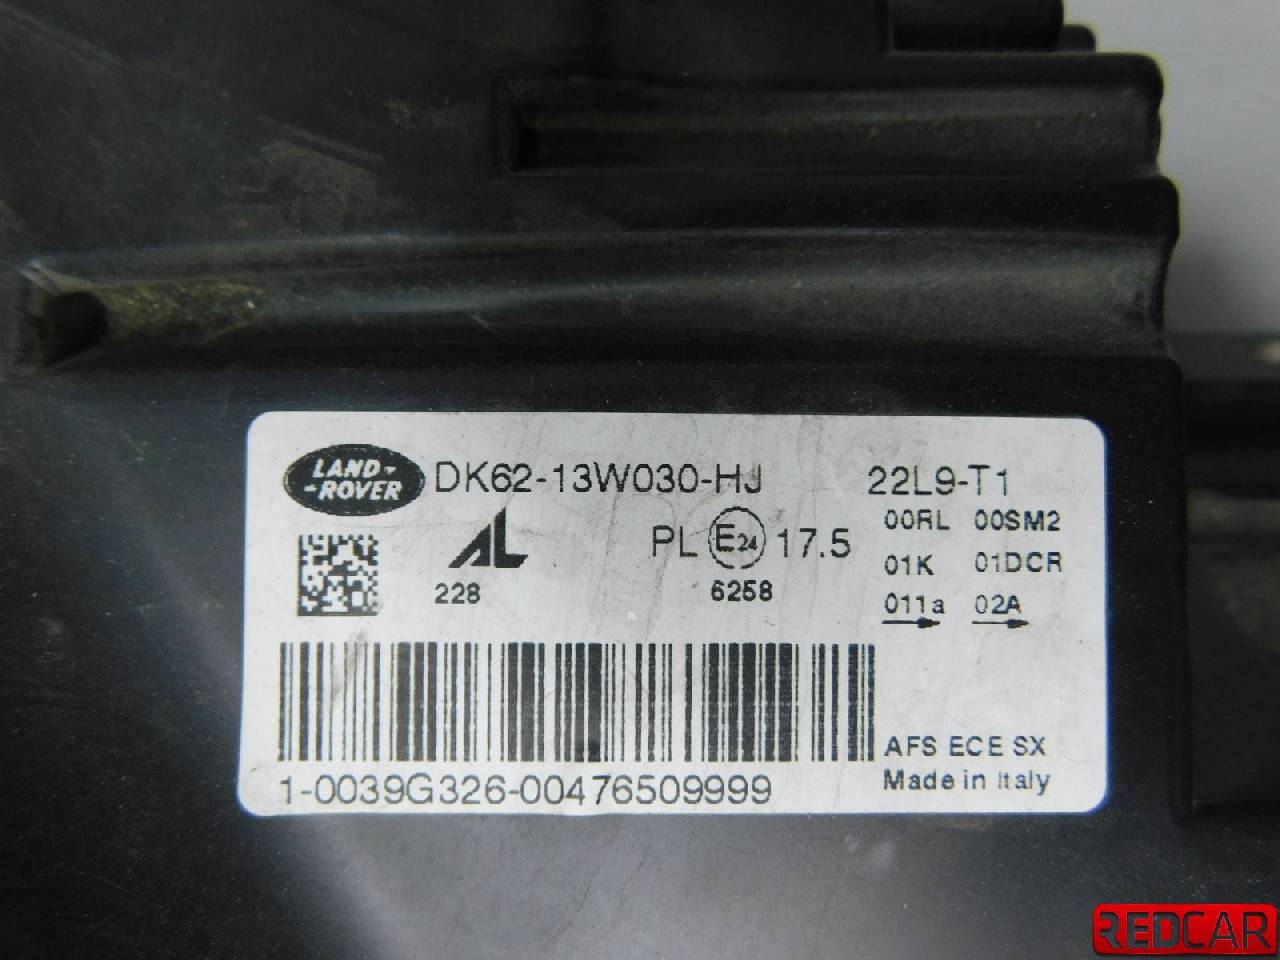 LAND-
-ROVER
DK62-13W030-HJ
22L9-T1
AL
PL E24 17.5
00RL 00SM2
228
6258
01K 01DCR
011a 02A
AFS ECE SX
1-0039G326-00476509999
Made in Italy
REDCAR